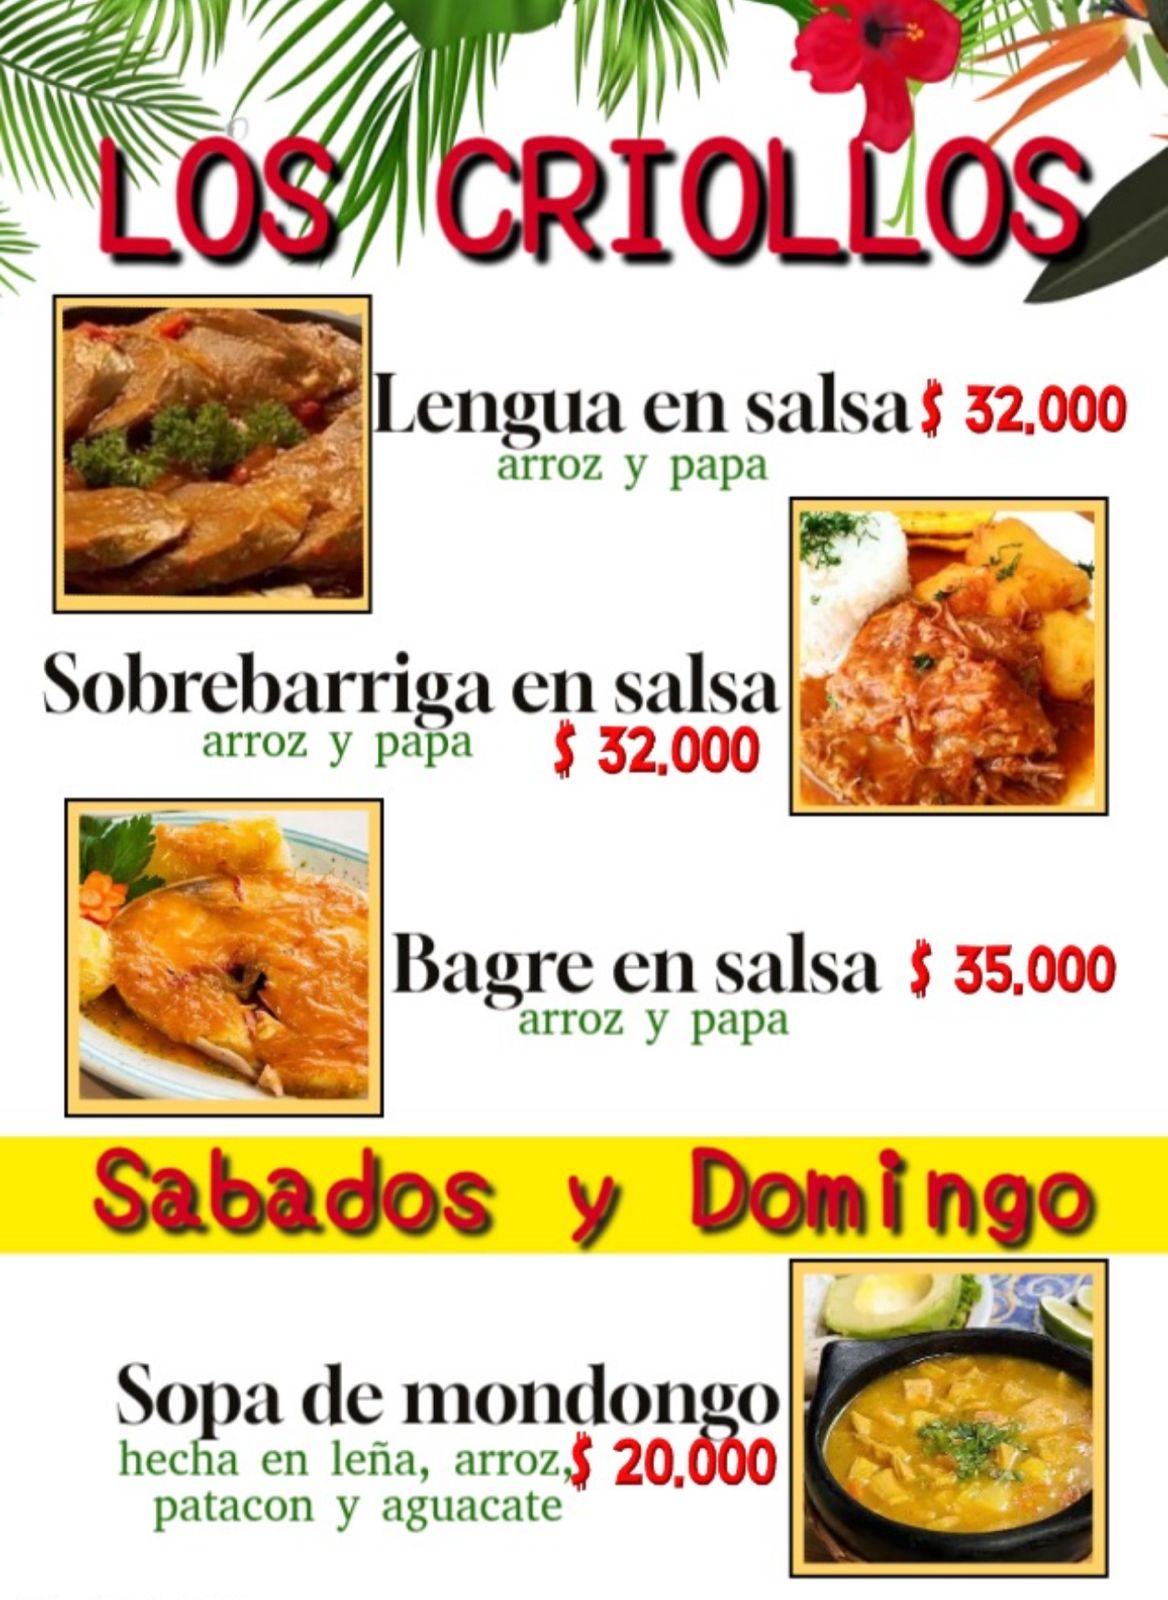 LOS CRIOLLOS
Lengua en salsa $ 32.000
arroz y papa
Sobrebarriga en salsa
arroz y papa $ 32.000
Bagre en salsa $ 35.000
arroz y papa
Sabados y Domingo
Sopa de mondongo
hecha en leña, arroz, $ 20.000
patacon y aguacate